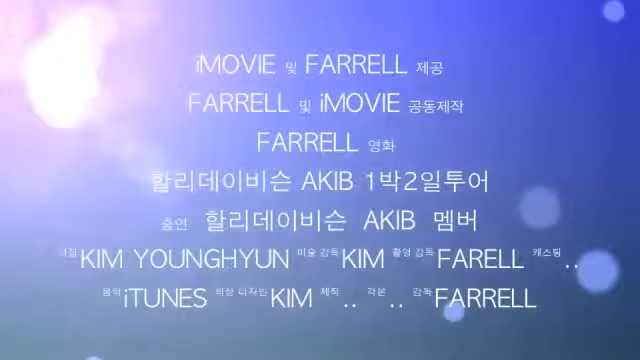 iMOVIE 및 FARRELL 제공
FARRELL 및 iMOVIE 공동제작
FARRELL 영화
할리데이비슨 AKIB 1박2일투어
출연 할리데이비슨 AKIB 멤버
편집 KIM YOUNGHYUN 미술 감독 KIM 촬영 감독 FARELL 캐스팅 ..
음악 iTUNES 의상 디자인 KIM 제작 .. 각본 .. 감독 FARRELL